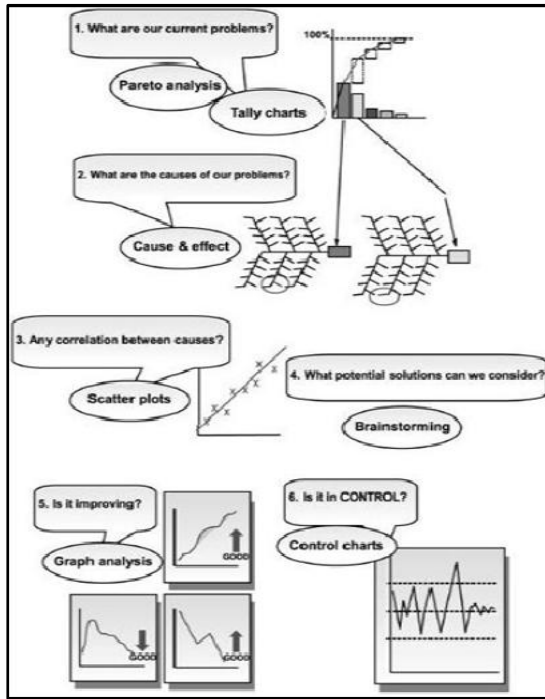 1. What are our current problems?
100%
Pareto analysis
Tally charts
2. What are the causes of our problems?
Cause & effect
3. Any correlation between causes?
Scatter plots
4. What potential solutions can we consider?
Brainstorming
5. Is it improving?
Graph analysis
GOOD
GOOD
GOOD
6. Is it in CONTROL?
Control charts